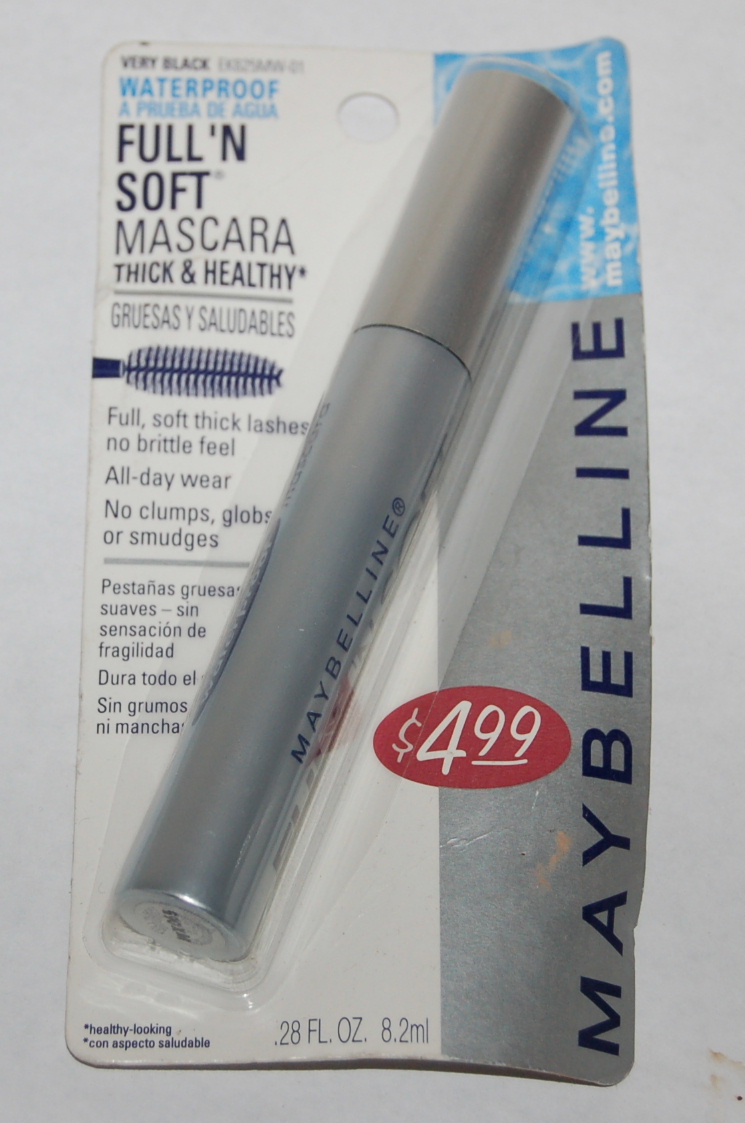 VERY BLACK EK025MW-01
WATERPROOF
A PRUEBA DE AGUA
FULL'N
SOFT®
MASCARA
THICK & HEALTHY*
GRUESAS Y SALUDABLES
Full, soft thick lashes
no brittle feel
All-day wear
No clumps, globs
or smudges
Pestañas gruesas
suaves – sin
sensación de
fragilidad
Dura todo el
Sin grumos
ni mancha
*healthy-looking
*con aspecto saludable
.28 FL. OZ. 8.2ml
MAYBELLINE®
$4.99
www.
maybelline.com
MAYBELLINE